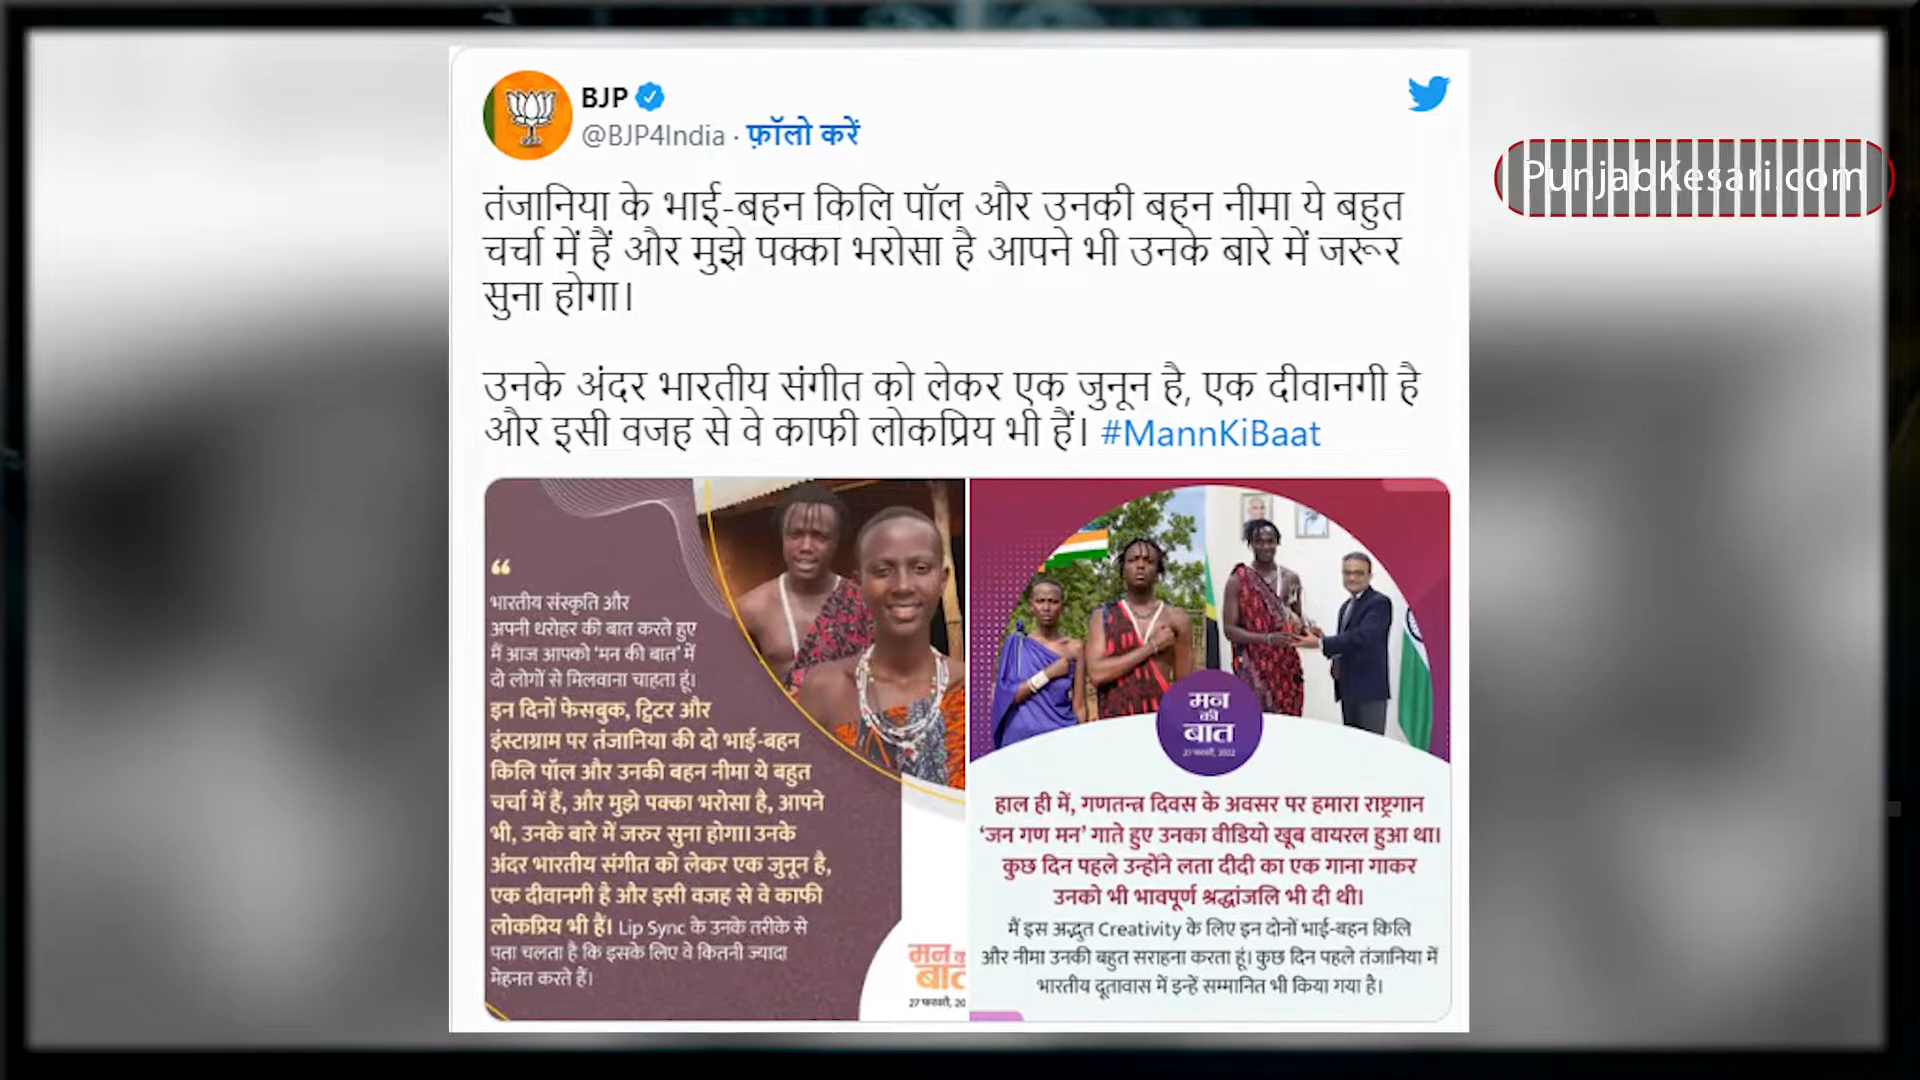 BJP
@BJP4India · फ़ॉलो करें
PunjabKesari.com
तंजानिया के भाई-बहन किलि पॉल और उनकी बहन नीमा ये बहुत
चर्चा में हैं और मुझे पक्का भरोसा है आपने भी उनके बारे में जरूर
सुना होगा।
उनके अंदर भारतीय संगीत को लेकर एक जुनून है, एक दीवानगी है
और इसी वजह से वे काफी लोकप्रिय भी हैं। #MannKiBaat
“
भारतीय संस्कृति और
अपनी धरोहर की बात करते हुए
मैं आज आपको ‘मन की बात’ में
दो लोगों से मिलवाना चाहता हूं।
इन दिनों फेसबुक, ट्विटर और
इंस्टाग्राम पर तंजानिया की दो भाई-बहन
किलि पॉल और उनकी बहन नीमा ये बहुत
चर्चा में हैं, और मुझे पक्का भरोसा है, आपने
भी, उनके बारे में जरुर सुना होगा। उनके
अंदर भारतीय संगीत को लेकर एक जुनून है,
एक दीवानगी है और इसी वजह से वे काफी
लोकप्रिय भी हैं। Lip Sync के उनके तरीके से
पता चलता है कि इसके लिए वे कितनी ज्यादा
मेहनत करते हैं।
मन
बात
27 फरवरी,
मन
की
बात
27 फरवरी, 2022
हाल ही में, गणतन्त्र दिवस के अवसर पर हमारा राष्ट्रगान
‘जन गण मन’ गाते हुए उनका वीडियो खूब वायरल हुआ था।
कुछ दिन पहले उन्होंने लता दीदी का एक गाना गाकर
उनको भी भावपूर्ण श्रद्धांजलि भी दी थी।
मैं इस अद्भुत Creativity के लिए इन दोनों भाई-बहन किलि
और नीमा उनकी बहुत सराहना करता हूं। कुछ दिन पहले तंजानिया में
भारतीय दूतावास में इन्हें सम्मानित भी किया गया है।